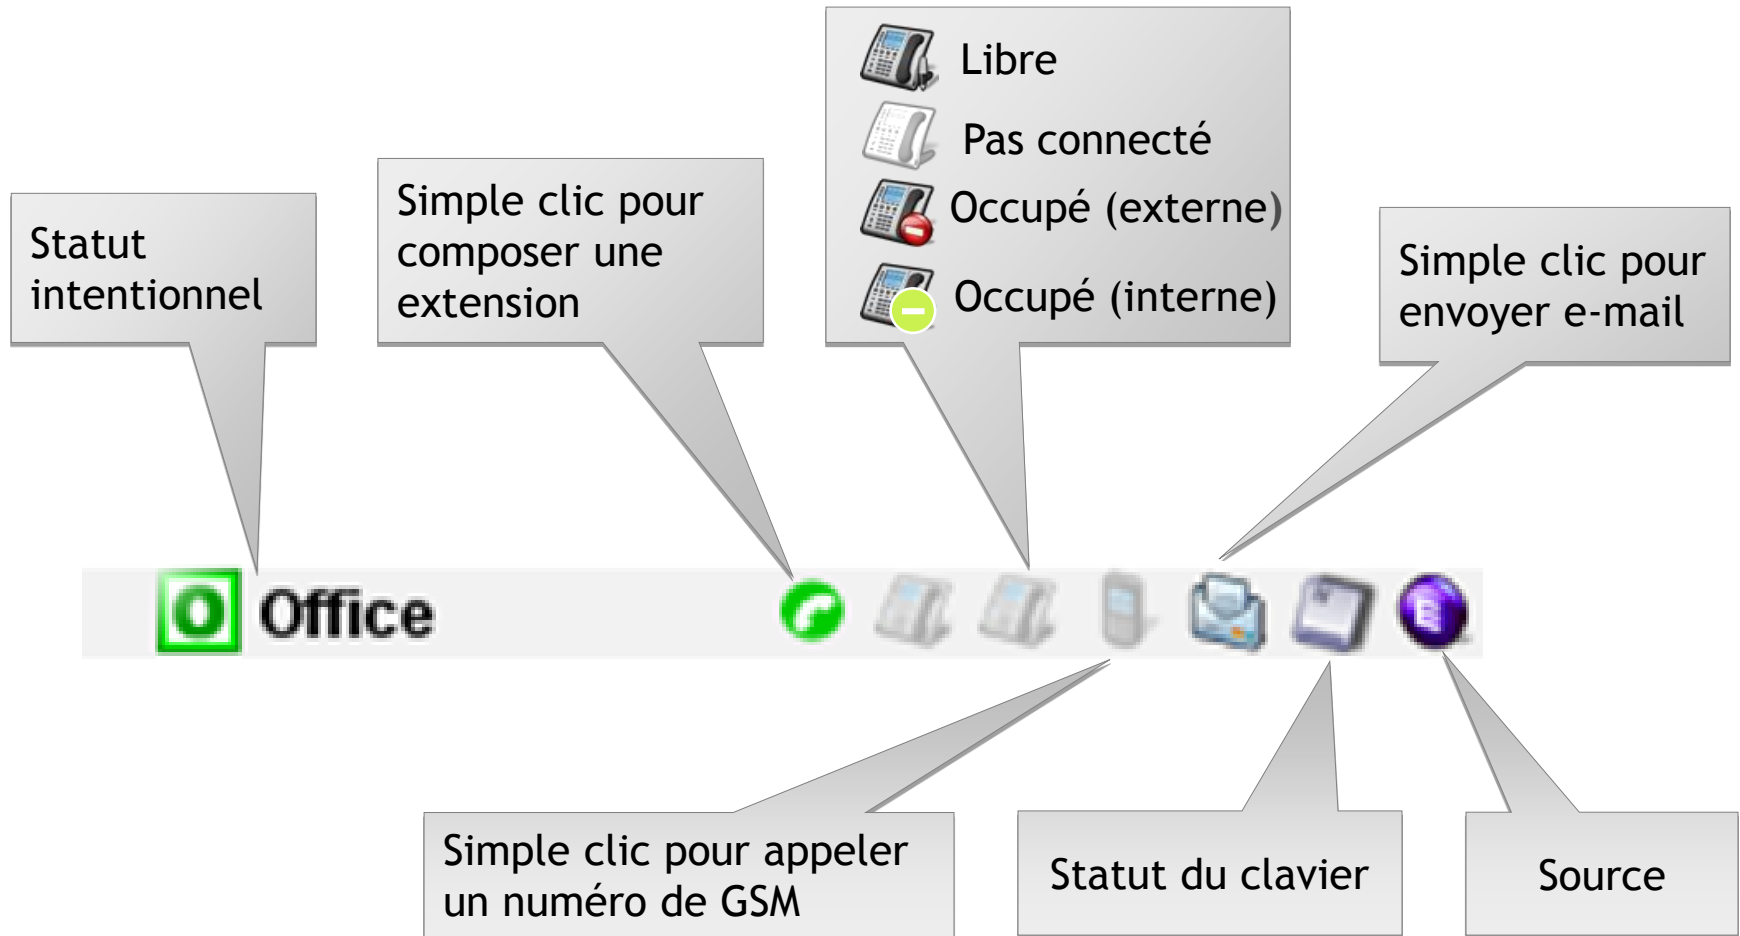 Libre
Pas connecté
Occupé (externe)
Occupé (interne)
Statut
intentionnel
Simple clic pour
composer une
extension
Simple clic pour
envoyer e-mail
O Office
Simple clic pour appeler
un numéro de GSM
Statut du clavier
Source